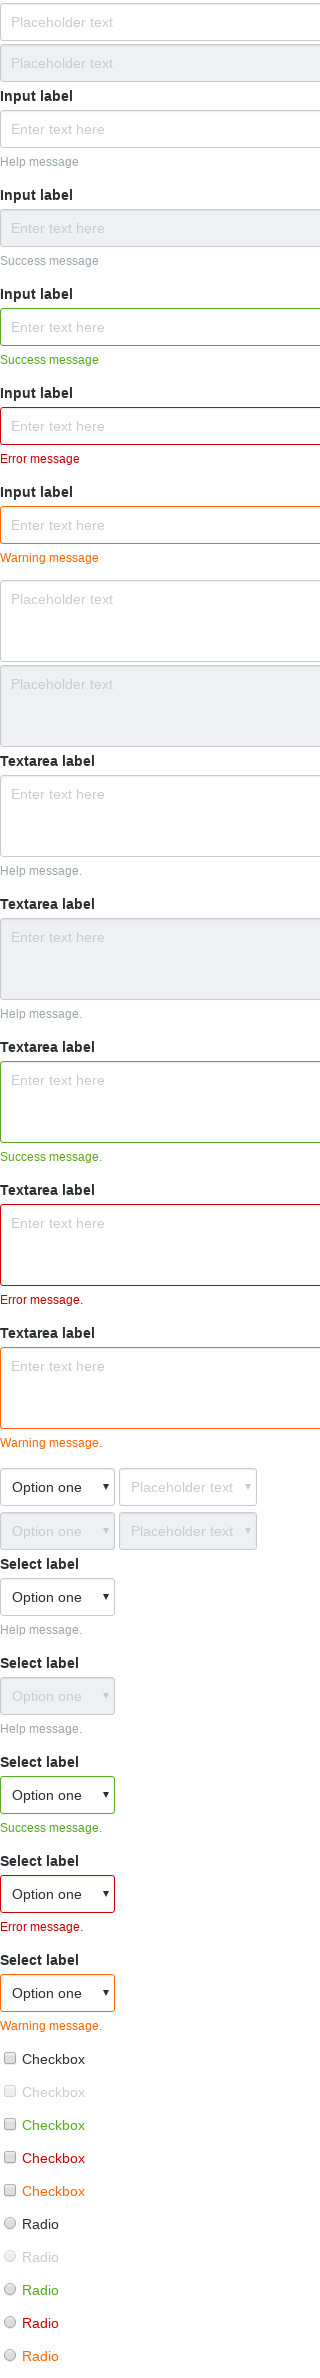 Placeholder text
Placeholder text
Input label
Enter text here
Help message
Input label
Enter text here
Success message
Input label
Enter text here
Success message
Input label
Enter text here
Error message
Input label
Enter text here
Warning message
Placeholder text
Placeholder text
Textarea label
Enter text here
Help message.
Textarea label
Enter text here
Help message.
Textarea label
Enter text here
Success message.
Textarea label
Enter text here
Error message.
Textarea label
Enter text here
Warning message.
Option one Placeholder text
Option one Placeholder text
Select label
Option one
Help message.
Select label
Option one
Help message.
Select label
Option one
Success message.
Select label
Option one
Error message.
Select label
Option one
Warning message.
Checkbox
Checkbox
Checkbox
Checkbox
Checkbox
Radio
Radio
Radio
Radio
Radio